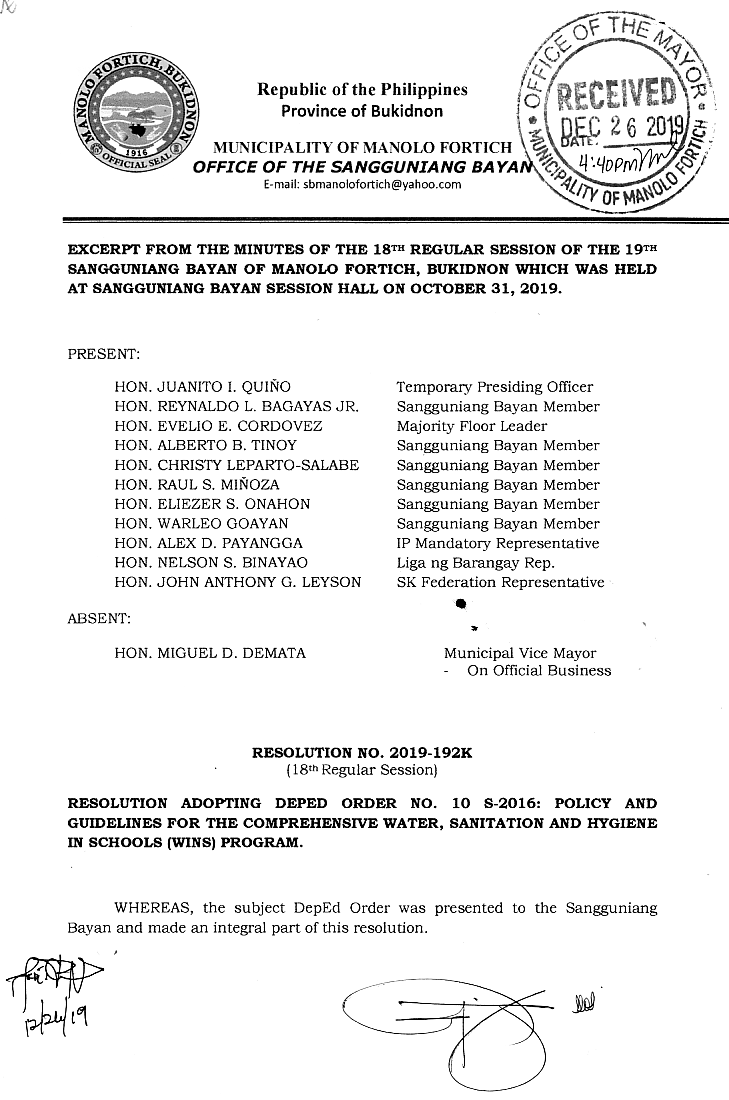 Republic of the Philippines
Province of Bukidnon
MUNICIPALITY OF MANOLO FORTICH
OFFICE OF THE SANGGUNIANG BAYAN
E-mail: sbmanolofortich@yahoo.com
MANOLO FORTICH, BUKIDNON
1916
OFFICIAL SEAL
OFFICE OF THE MAYOR
RECEIVED
DEC 26 2019
DATE:
4:40pm
MUNICIPALITY OF MANOLO FORTICH
EXCERPT FROM THE MINUTES OF THE 18TH REGULAR SESSION OF THE 19TH
SANGGUNIANG BAYAN OF MANOLO FORTICH, BUKIDNON WHICH WAS HELD
AT SANGGUNIANG BAYAN SESSION HALL ON OCTOBER 31, 2019.
PRESENT:
HON. JUANITO I. QUIÑO Temporary Presiding Officer
HON. REYNALDO L. BAGAYAS JR. Sangguniang Bayan Member
HON. EVELIO E. CORDOVEZ Majority Floor Leader
HON. ALBERTO B. TINOY Sangguniang Bayan Member
HON. CHRISTY LEPARTO-SALABE Sangguniang Bayan Member
HON. RAUL S. MIÑOZA Sangguniang Bayan Member
HON. ELIEZER S. ONAHON Sangguniang Bayan Member
HON. WARLEO GOAYAN Sangguniang Bayan Member
HON. ALEX D. PAYANGGA IP Mandatory Representative
HON. NELSON S. BINAYAO Liga ng Barangay Rep.
HON. JOHN ANTHONY G. LEYSON SK Federation Representative
ABSENT:
HON. MIGUEL D. DEMATA Municipal Vice Mayor
- On Official Business
RESOLUTION NO. 2019-192K
(18th Regular Session)
RESOLUTION ADOPTING DEPED ORDER NO. 10 S-2016: POLICY AND
GUIDELINES FOR THE COMPREHENSIVE WATER, SANITATION AND HYGIENE
IN SCHOOLS (WINS) PROGRAM.
WHEREAS, the subject DepEd Order was presented to the Sangguniang
Bayan and made an integral part of this resolution.
12/26/19